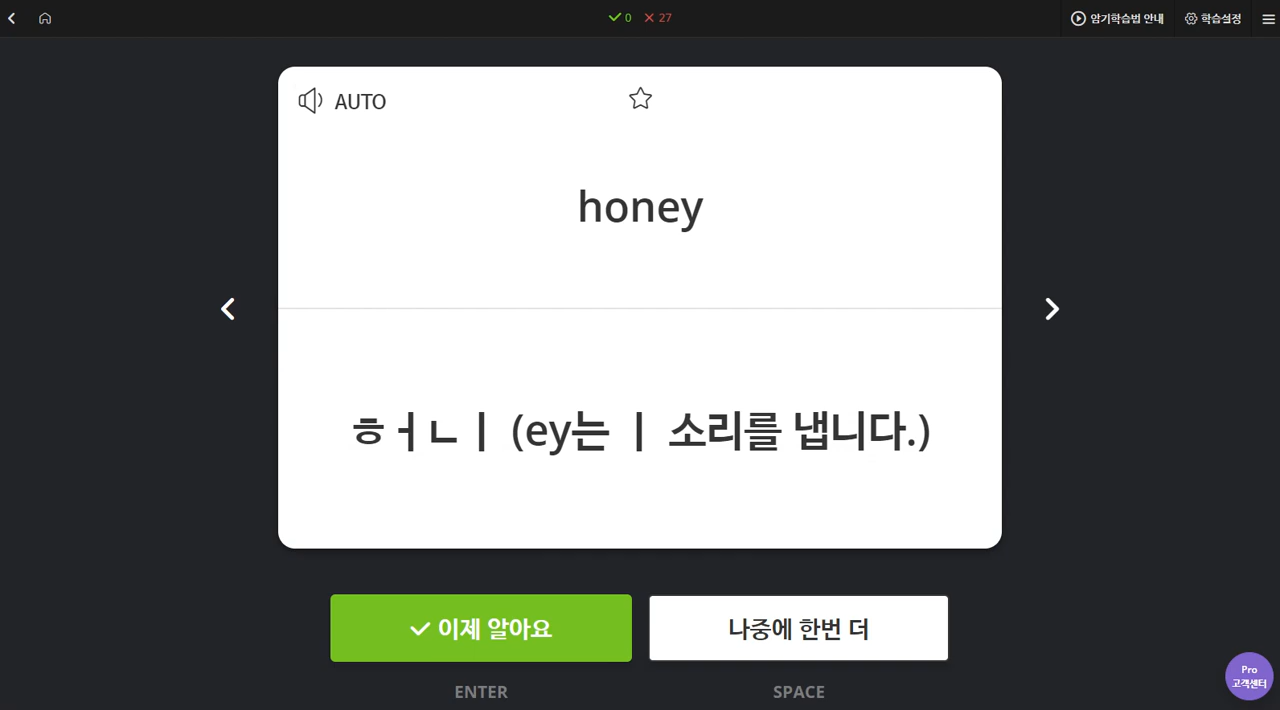 0 27
암기학습법 안내 학습설정
AUTO
honey
ㅎㅓㄴㅣ (ey는 ㅣ 소리를 냅니다.)
이제 알아요 나중에 한번 더
ENTER SPACE
Pro
고객센터